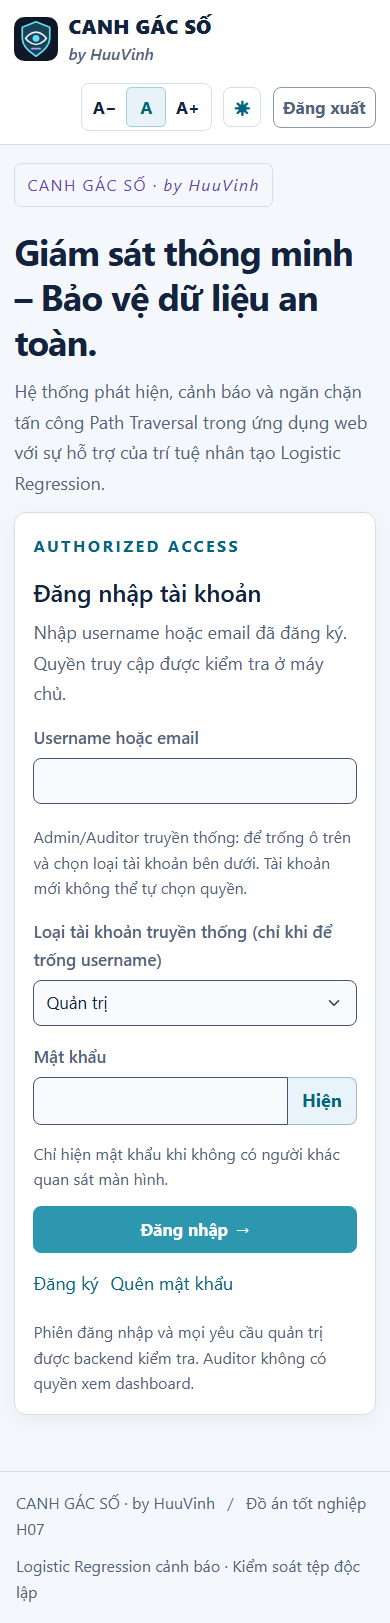 CANH GÁC SỐ
by HuuVinh
A− A A+ Đăng xuất
CANH GÁC SỐ · by HuuVinh
Giám sát thông minh
– Bảo vệ dữ liệu an
toàn.
Hệ thống phát hiện, cảnh báo và ngăn chặn
tấn công Path Traversal trong ứng dụng web
với sự hỗ trợ của trí tuệ nhân tạo Logistic
Regression.
AUTHORIZED ACCESS
Đăng nhập tài khoản
Nhập username hoặc email đã đăng ký.
Quyền truy cập được kiểm tra ở máy
chủ.
Username hoặc email
Admin/Auditor truyền thống: để trống ô trên
và chọn loại tài khoản bên dưới. Tài khoản
mới không thể tự chọn quyền.
Loại tài khoản truyền thống (chỉ khi để
trống username)
Quản trị
Mật khẩu
Hiện
Chỉ hiện mật khẩu khi không có người khác
quan sát màn hình.
Đăng nhập →
Đăng ký Quên mật khẩu
Phiên đăng nhập và mọi yêu cầu quản trị
được backend kiểm tra. Auditor không có
quyền xem dashboard.
CANH GÁC SỐ · by HuuVinh / Đồ án tốt nghiệp
H07
Logistic Regression cảnh báo · Kiểm soát tệp độc
lập